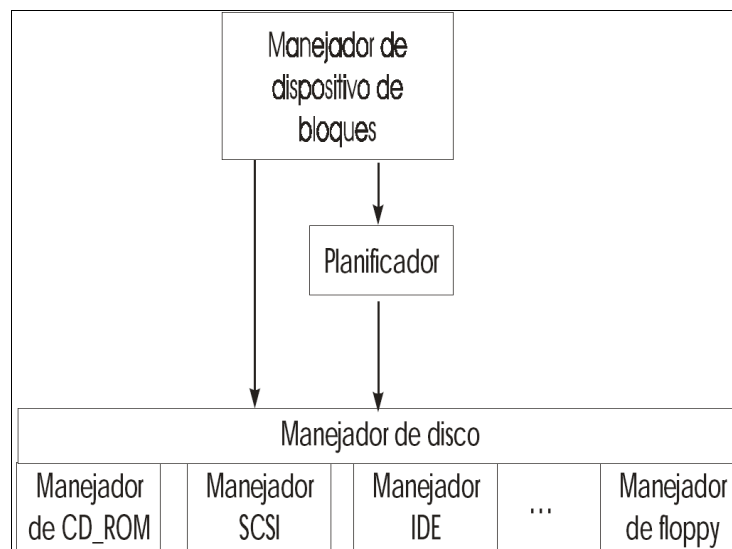 Manejador de
dispositivo de
bloques
Planificador
Manejador de disco
Manejador
de CD_ROM
Manejador
SCSI
Manejador
IDE
...
Manejador
de floppy